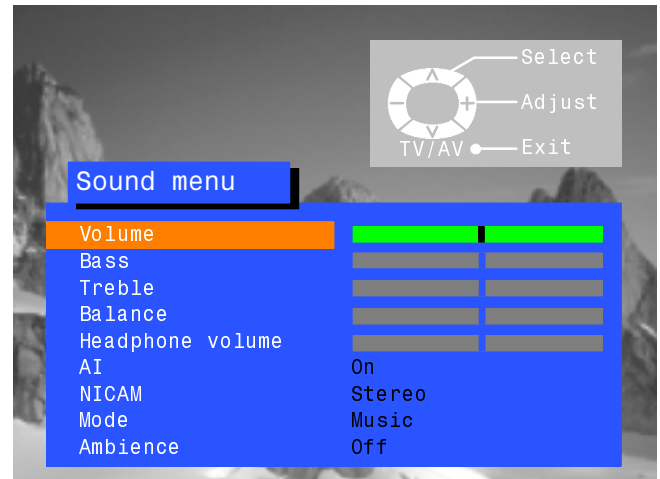 Select
Adjust
TV/AV Exit
Sound menu
Volume
Bass
Treble
Balance
Headphone volume
AI On
NICAM Stereo
Mode Music
Ambience Off